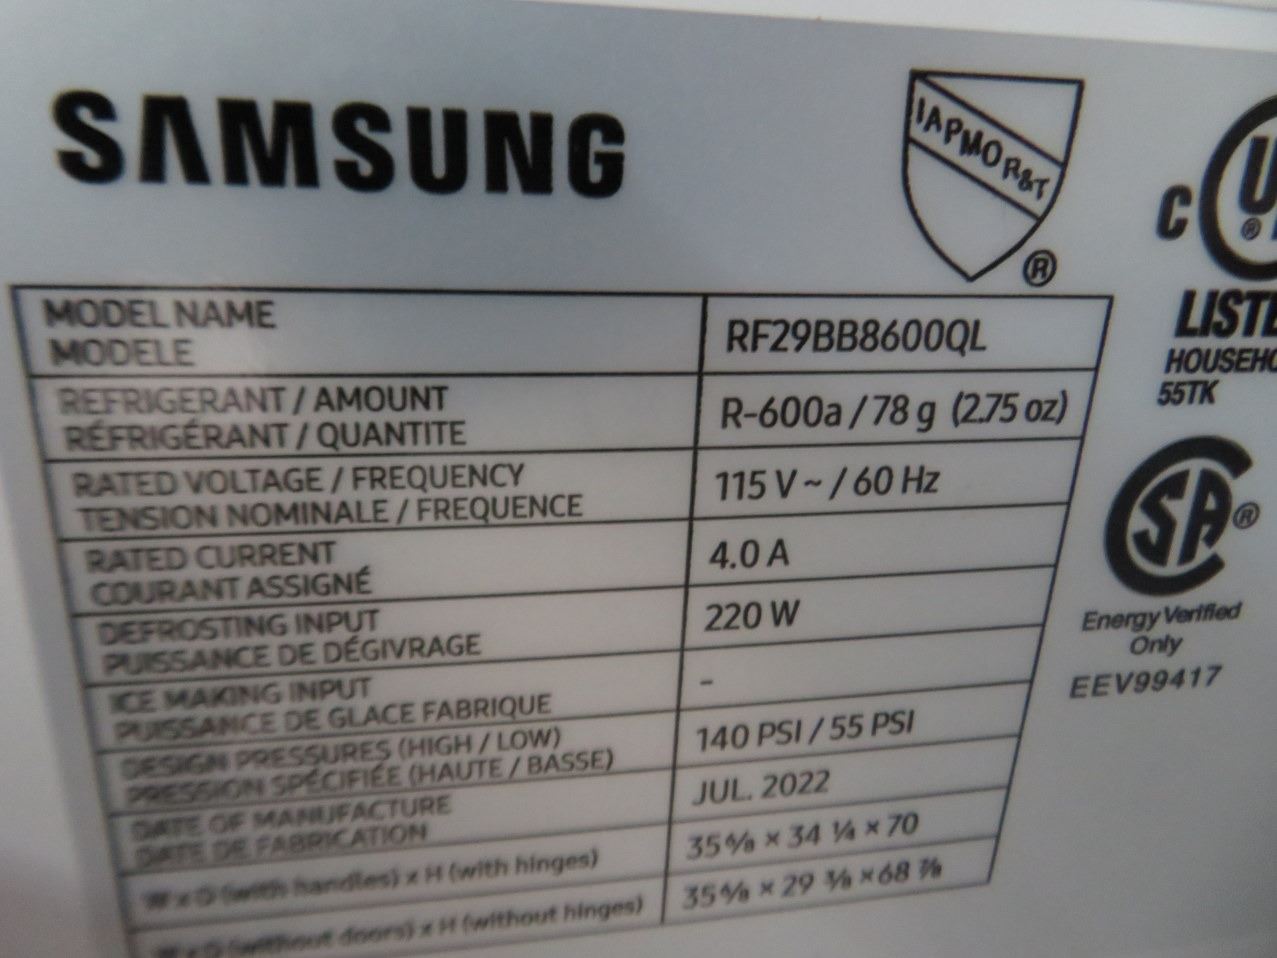 SAMSUNG
IAPMO R&T
®
C U ®
LISTE
HOUSEHO
55TK
MODEL NAME
MODELE
RF29BB8600QL
REFRIGERANT / AMOUNT
RÉFRIGÉRANT / QUANTITE
R-600a / 78 g (2.75 oz)
RATED VOLTAGE / FREQUENCY
TENSION NOMINALE / FREQUENCE
115 V ~ / 60 Hz
RATED CURRENT
COURANT ASSIGNÉ
4.0 A
DEFROSTING INPUT
PUISSANCE DE DÉGIVRAGE
220 W
ICE MAKING INPUT
PUISSANCE DE GLACE FABRIQUE
-
DESIGN PRESSURES (HIGH / LOW)
PRESSION SPÉCIFIÉE (HAUTE / BASSE)
140 PSI / 55 PSI
DATE OF MANUFACTURE
DATE DE FABRICATION
JUL. 2022
W x D (with handles) x H (with hinges)
35 6/8 x 34 1/4 x 70
W x D (without doors) x H (without hinges)
35 6/8 x 29 3/8 x 68 7/8
SA ®
Energy Verified
Only
EEV99417